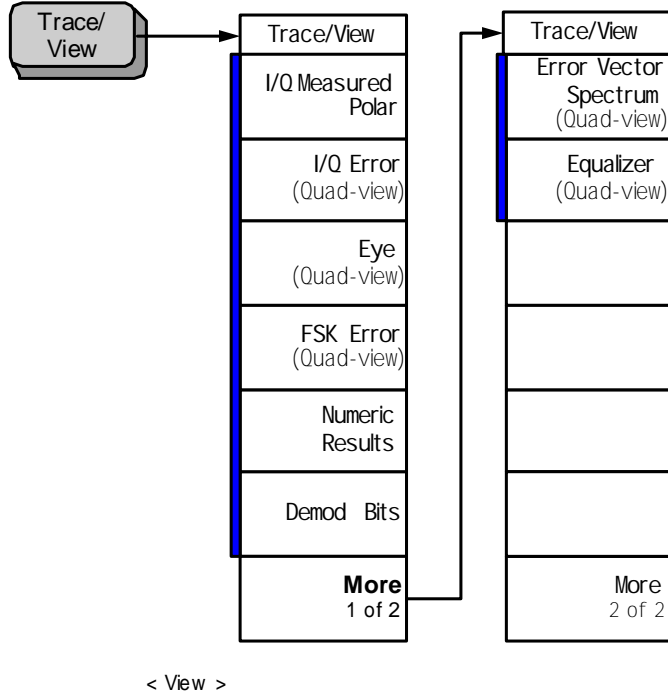 Trace/
View
Trace/View
I/Q Measured
Polar
I/Q Error
(Quad-view)
Eye
(Quad-view)
FSK Error
(Quad-view)
Numeric
Results
Demod Bits
More
1 of 2
Trace/View
Error Vector
Spectrum
(Quad-view)
Equalizer
(Quad-view)
More
2 of 2
< View >